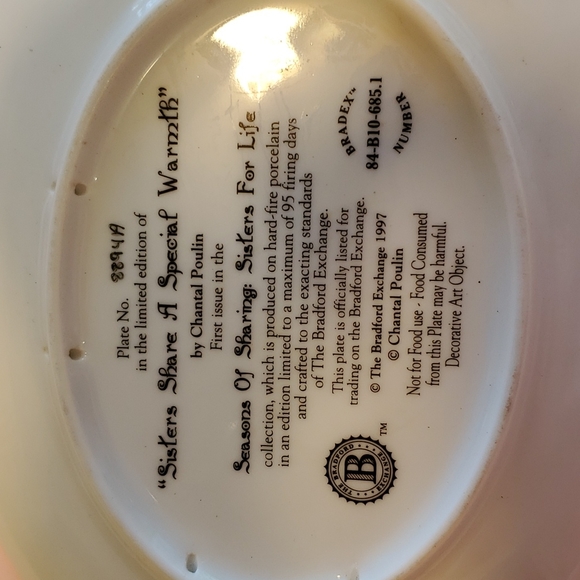 Plate No. 8894A
in the limited edition of
"Sisters Share A Special Warmth"
by Chantal Poulin
First issue in the
Seasons Of Sharing: Sisters For Life
collection, which is produced on hard-fire porcelain
in an edition limited to a maximum of 95 firing days
and crafted to the exacting standards
of The Bradford Exchange.
This plate is officially listed for
trading on the Bradford Exchange.
© The Bradford Exchange 1997
© Chantal Poulin
Not for Food use - Food Consumed
from this Plate may be harmful.
Decorative Art Object.
THE BRADFORD EXCHANGE
B
TM
BRADEX™
84-B10-685.1
NUMBER